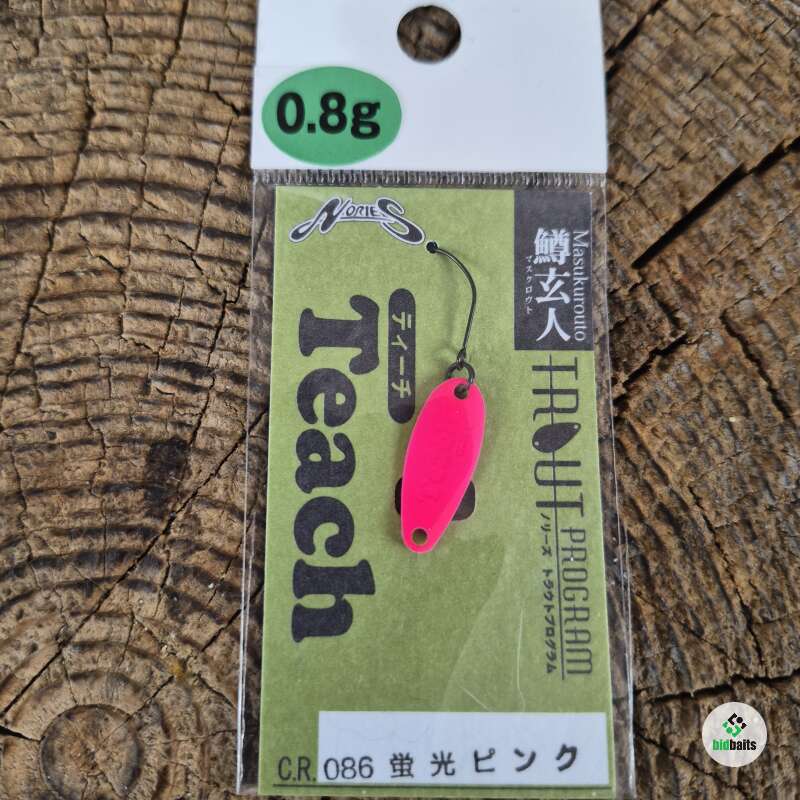 0.8g
NORIES
Masukurouto
鱒玄人
マスクロウト
ティーチ
Teach
TROUT PROGRAM
ノリーズ トラウトプログラム
C.R. 086 蛍光ピンク
bidbaits